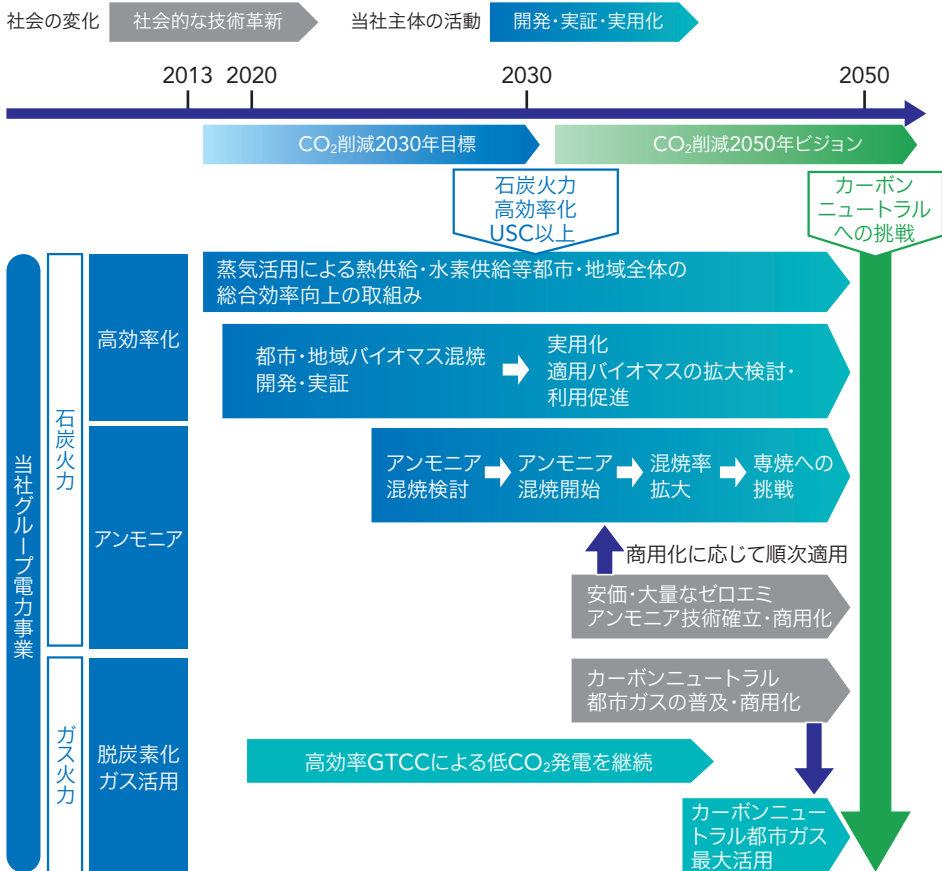 社会の変化
社会的な技術革新
当社主体の活動
開発・実証・実用化
2013
2020
2030
2050
CO₂削減2030年目標
CO₂削減2050年ビジョン
石炭火力
高効率化
USC以上
カーボン
ニュートラル
への挑戦
当社グループ電力事業
石炭火力
高効率化
蒸気活用による熱供給・水素供給等都市・地域全体の
総合効率向上の取組み
都市・地域バイオマス混焼
開発・実証
実用化
適用バイオマスの拡大検討・
利用促進
アンモニア
アンモニア
混焼検討
アンモニア
混焼開始
混焼率
拡大
専焼への
挑戦
商用化に応じて順次適用
安価・大量なゼロエミ
アンモニア技術確立・商用化
ガス火力
脱炭素化
ガス活用
カーボンニュートラル
都市ガスの普及・商用化
高効率GTCCによる低CO₂発電を継続
カーボンニュー
トラル都市ガス
最大活用